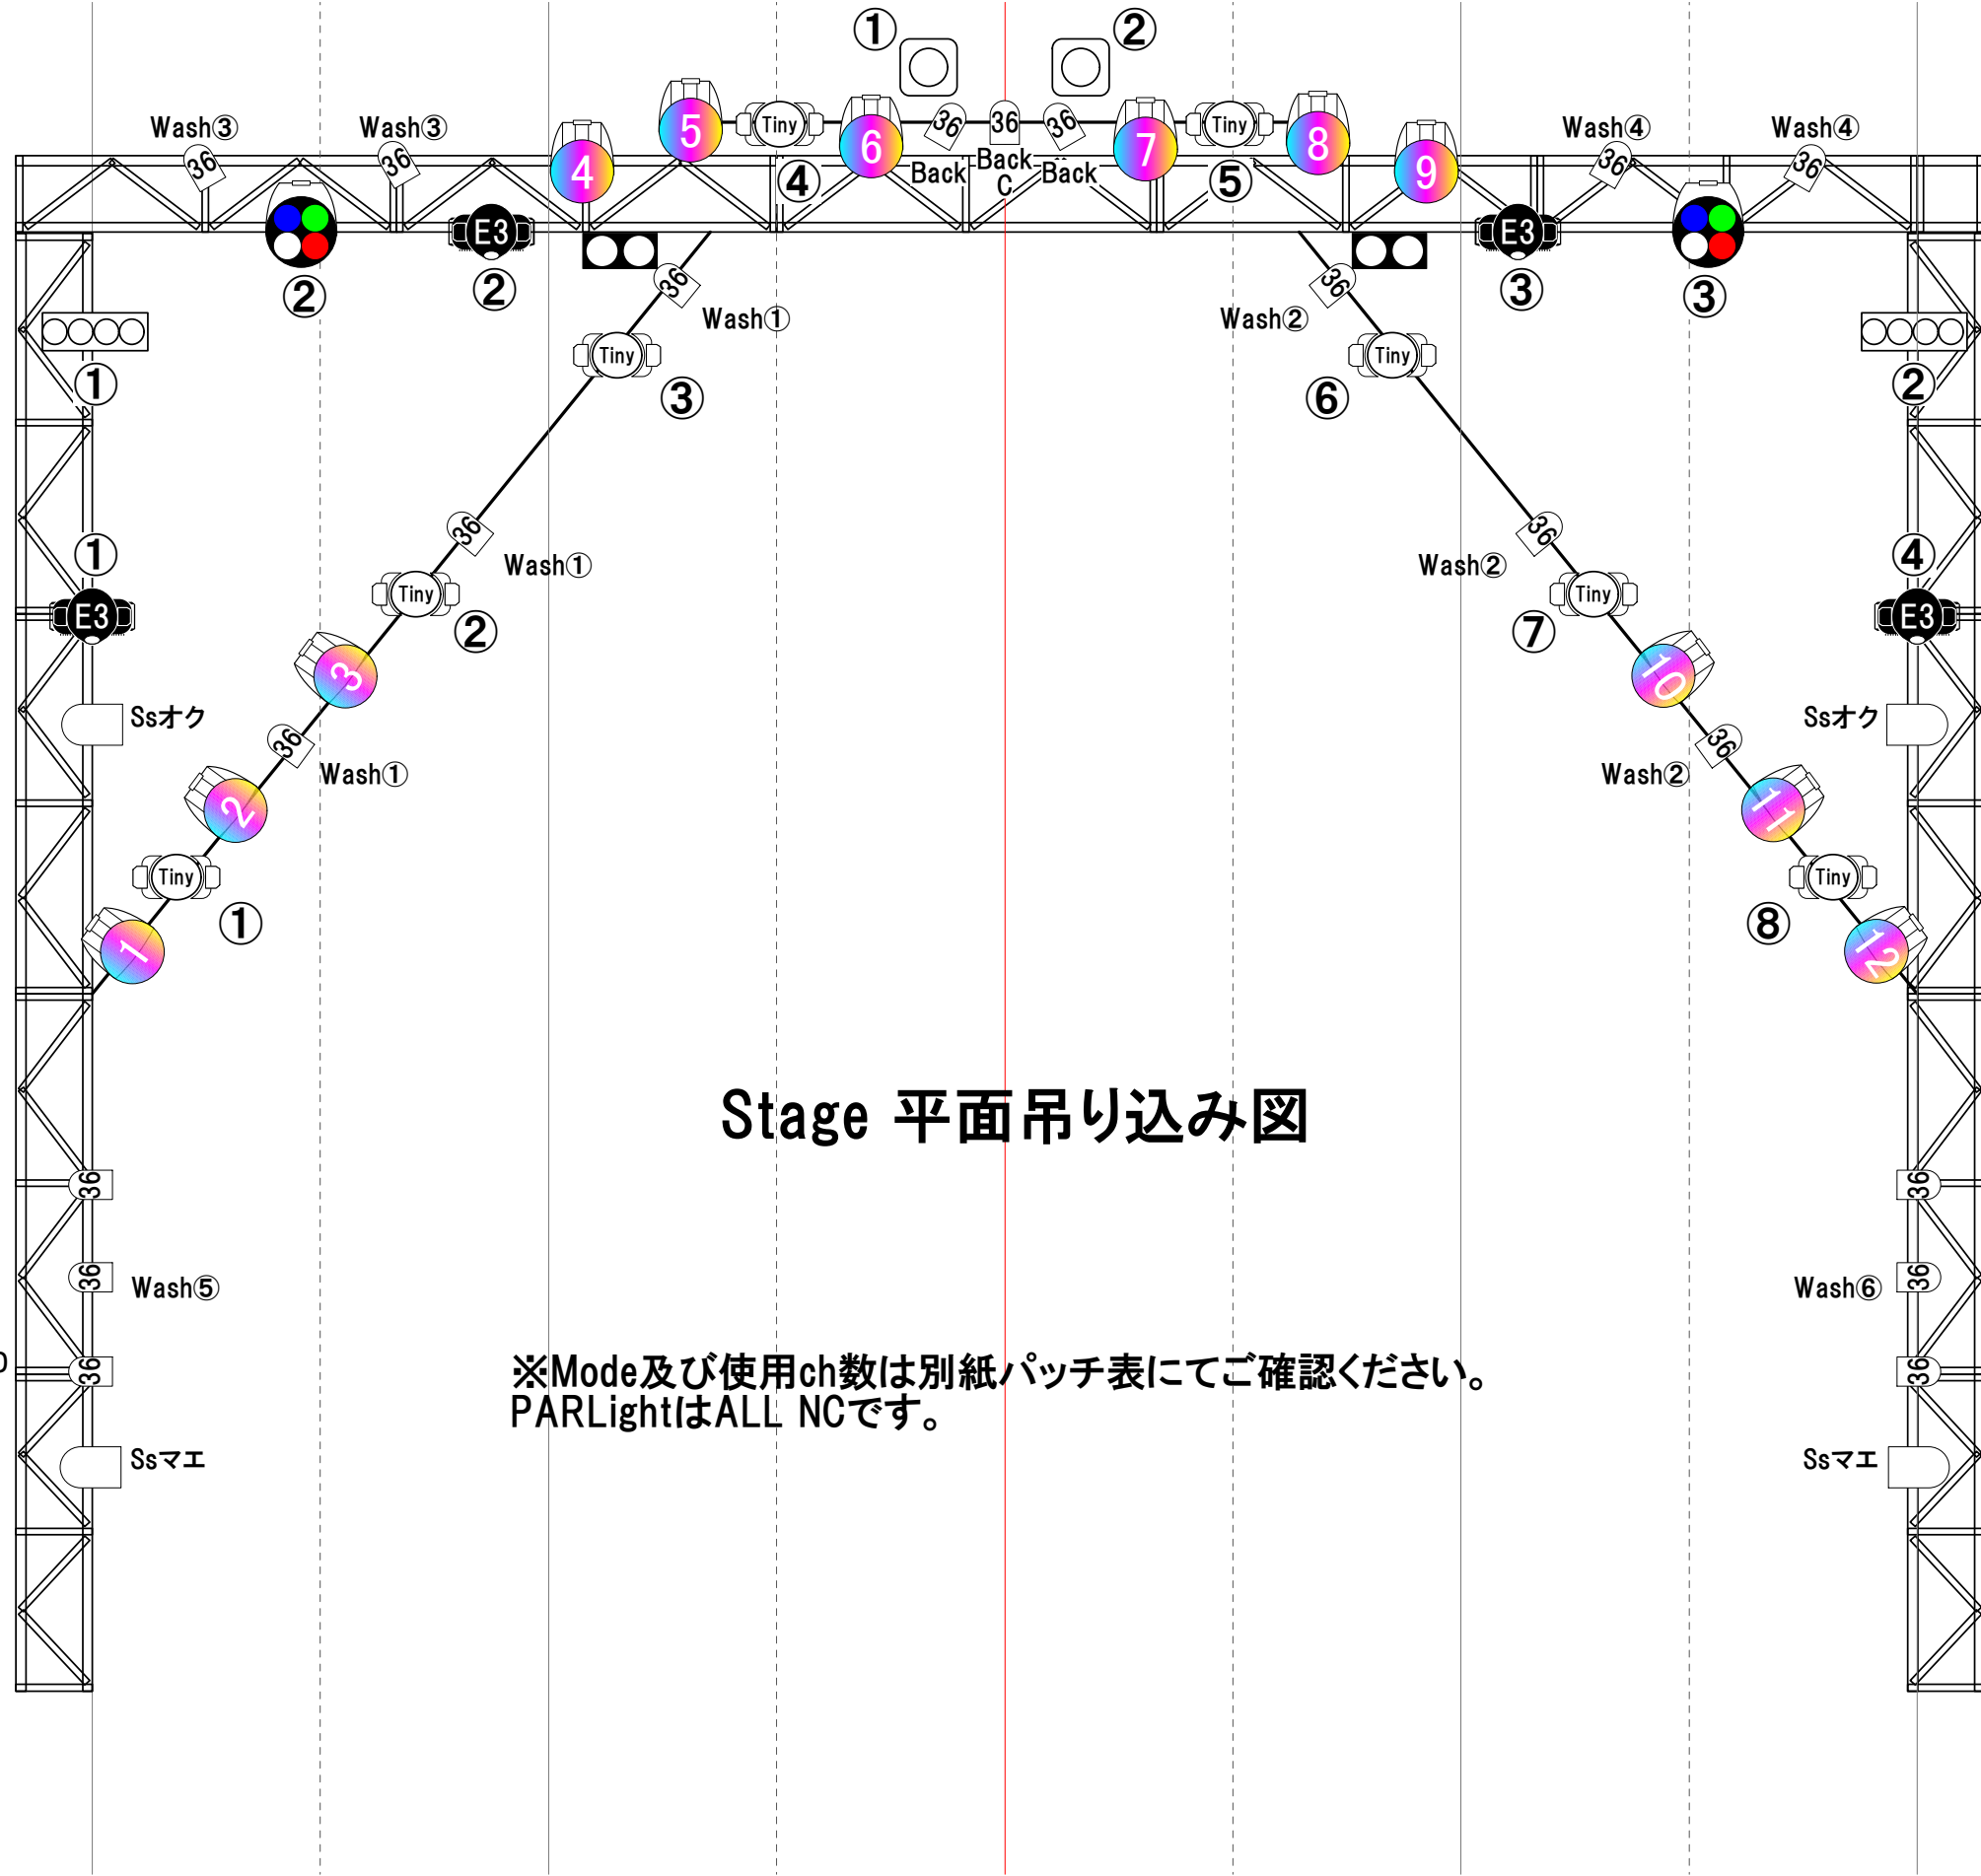 ① ②
Wash③ Wash③ 4 5 Tiny 6 36 36 36 7 Tiny 8 9 Wash④ Wash④
36 36 ④ Back Back C Back ⑤ 36 36
E3 E3
② ② ③ ③
36 Wash① Wash② 36
① Tiny ③ ⑥ Tiny ②
① 36 Wash① Wash② 36 ④
E3 Tiny ② ⑦ Tiny E3
3 10
Ssオク 36 Wash① Wash② 36 Ssオク
2 11
Tiny ① ⑧ Tiny
1 12
Stage 平面吊り込み図
36 36
36 Wash⑤ Wash⑥ 36
36 36
※Mode及び使用ch数は別紙パッチ表にてご確認ください。
PARLightはALL NCです。
Ssマエ Ssマエ